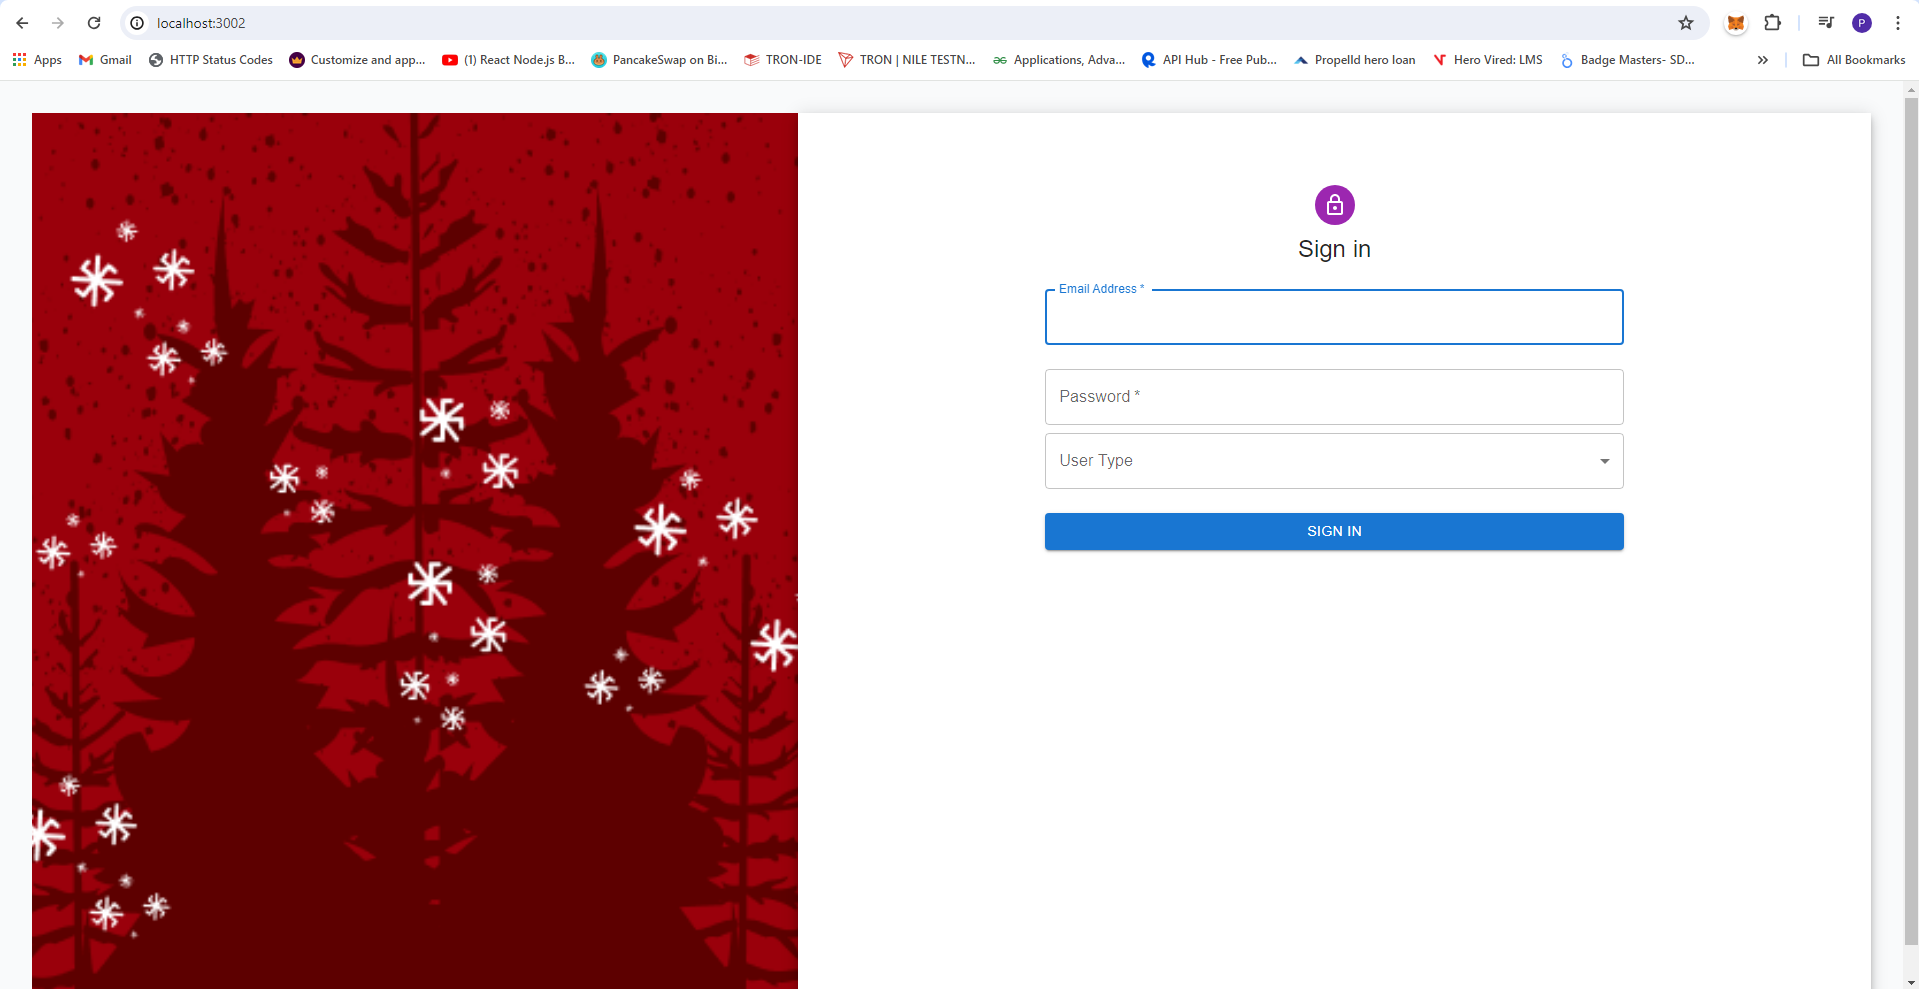 localhost:3002
P
Apps
Gmail
HTTP Status Codes
Customize and app...
(1) React Node.js B...
PancakeSwap on Bi...
TRON-IDE
TRON | NILE TESTN...
Applications, Adva...
API Hub - Free Pub...
Propelld hero loan
Hero Vired: LMS
Badge Masters- SD...
All Bookmarks
Sign in
Email Address *
Password *
User Type
SIGN IN